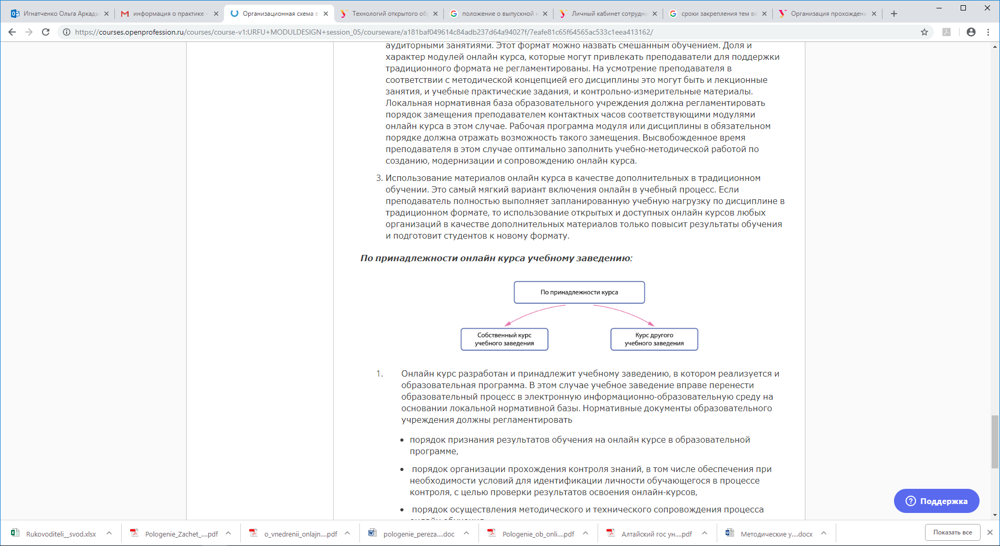 Игнатченко Ольга Аркадь
информация о практике -
Организационная схема в
Технологий открытого об
положение о выпускной к
Личный кабинет сотрудни
сроки закрепления тем вк
Организация прохождени
https://courses.openprofession.ru/courses/course-v1:URFU+MODULDESIGN+session_05/courseware/a181baf049614c84adb237d64a94027f/7eafe81c65f64565ac533c1eea413162/
аудиторными занятиями. Этот формат можно назвать смешанным обучением. Доля и
характер модулей онлайн курса, которые могут привлекать преподаватели для поддержки
традиционного формата не регламентированы. На усмотрение преподавателя в
соответствии с методической концепцией его дисциплины это могут быть и лекционные
занятия, и учебные практические задания, и контрольно-измерительные материалы.
Локальная нормативная база образовательного учреждения должна регламентировать
порядок замещения преподавателем контактных часов соответствующими модулями
онлайн курса в этом случае. Рабочая программа модуля или дисциплины в обязательном
порядке должна отражать возможность такого замещения. Высвобожденное время
преподавателя в этом случае оптимально заполнить учебно-методической работой по
созданию, модернизации и сопровождению онлайн курса.
3. Использование материалов онлайн курса в качестве дополнительных в традиционном
обучении. Это самый мягкий вариант включения онлайн в учебный процесс. Если
преподаватель полностью выполняет запланированную учебную нагрузку по дисциплине в
традиционном формате, то использование открытых и доступных онлайн курсов любых
организаций в качестве дополнительных материалов только повысит результаты обучения
и подготовит студентов к новому формату.
По принадлежности онлайн курса учебному заведению:
По принадлежности курса
Собственный курс
учебного заведения
Курс другого
учебного заведения
1. Онлайн курс разработан и принадлежит учебному заведению, в котором реализуется и
образовательная программа. В этом случае учебное заведение вправе перенести
образовательный процесс в электронную информационно-образовательную среду на
основании локальной нормативной базы. Нормативные документы образовательного
учреждения должны регламентировать
• порядок признания результатов обучения на онлайн курсе в образовательной
программе,
• порядок организации прохождения контроля знаний, в том числе обеспечения при
необходимости условий для идентификации личности обучающегося в процессе
контроля, с целью проверки результатов освоения онлайн-курсов,
• порядок осуществления методического и технического сопровождения процесса
Поддержка
Rukovoditeli__svod.xlsx
Pologenie_Zachet_....pdf
o_vnedrenii_onlajn....pdf
pologenie_pereza....doc
Pologenie_ob_onli....pdf
Алтайский гос ун....pdf
Методические у....docx
Показать все